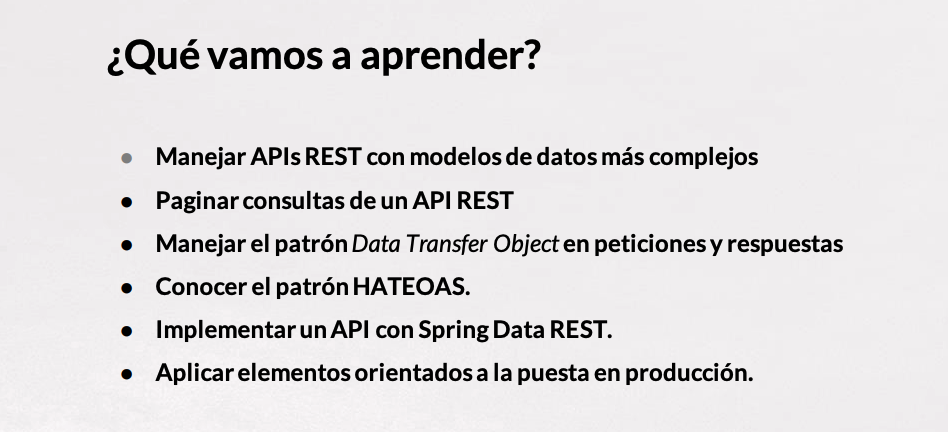 ¿Qué vamos a aprender?
● Manejar APIs REST con modelos de datos más complejos
● Paginar consultas de un API REST
● Manejar el patrón Data Transfer Object en peticiones y respuestas
● Conocer el patrón HATEOAS.
● Implementar un API con Spring Data REST.
● Aplicar elementos orientados a la puesta en producción.